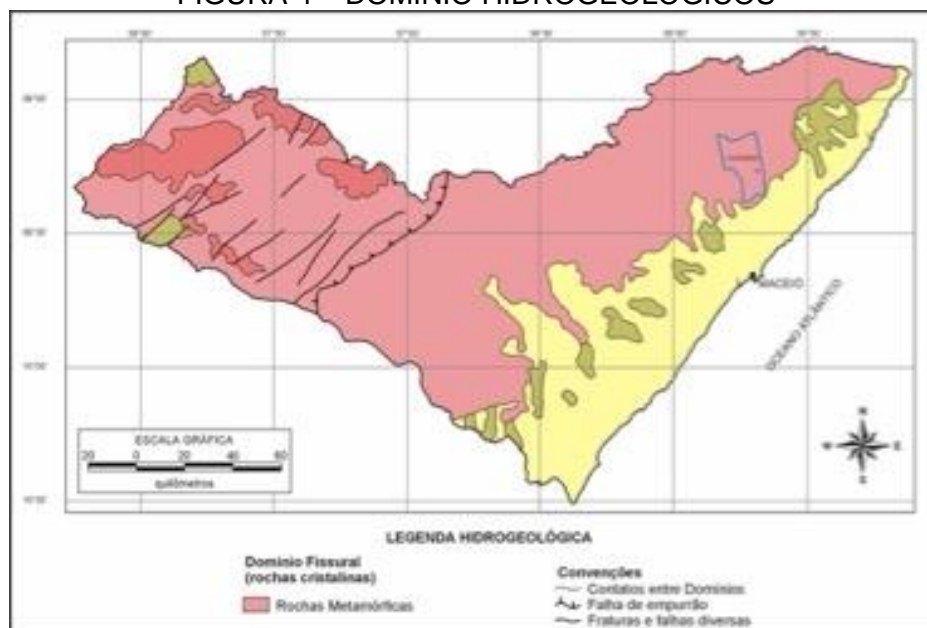 FIGURA 4 – DOMÍNIO HIDROGEOLÓGICOS
MACEIÓ
OCEANO ATLÂNTICO
N
W E
S
ESCALA GRÁFICA
20 0 20 40 60
quilômetros
LEGENDA HIDROGEOLÓGICA
Domínio Fissural
(rochas cristalinas)
Rochas Metamórficas
Convenções
Contatos entre Domínios
Falha de empurrão
Fraturas e falhas diversas